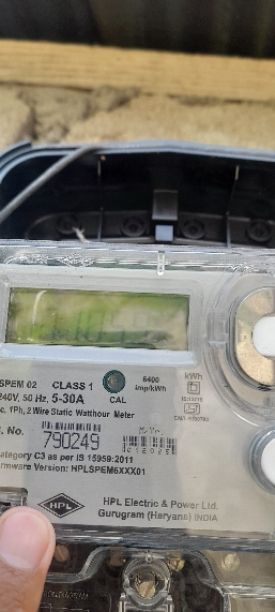 6400
imp/kWh
kWh
CAL
SPEM 02 CLASS 1
240V, 50 Hz, 5-30A
c, 1Ph, 2 Wire Static Watthour Meter
. No.
790249
ategory C3 as per IS 15959:2011
rmware Version: HPLSPEM6XXX01
HPL
HPL Electric & Power Ltd.
Gurugram (Haryana) INDIA